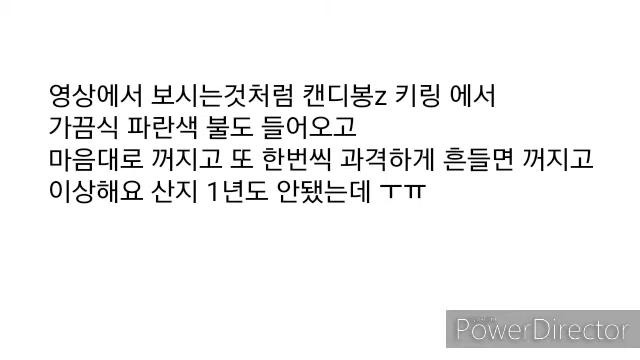 영상에서 보시는것처럼 캔디봉z 키링 에서
가끔식 파란색 불도 들어오고
마음대로 꺼지고 또 한번씩 과격하게 흔들면 꺼지고
이상해요 산지 1년도 안됐는데 ㅜㅠ
PowerDirector